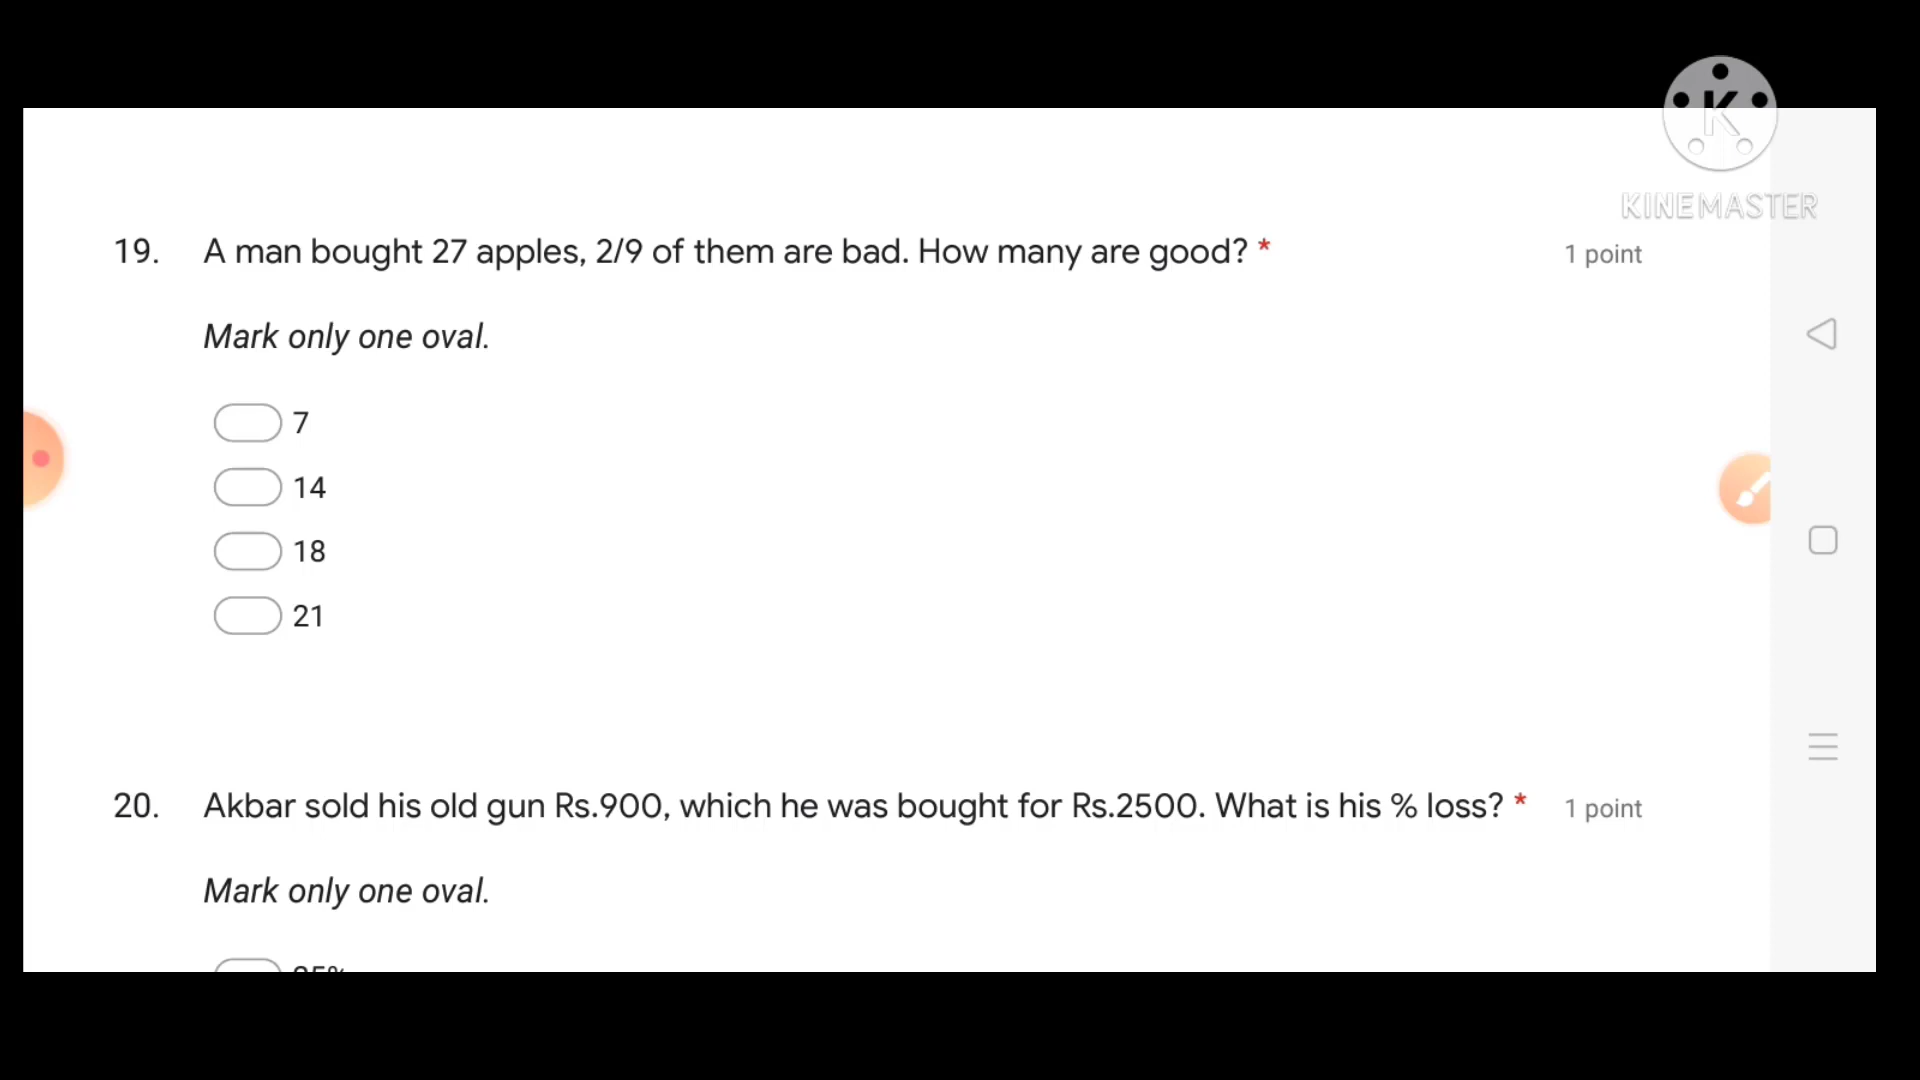 K
KINEMASTER
19. A man bought 27 apples, 2/9 of them are bad. How many are good? * 1 point
Mark only one oval.
7
14
18
21
20. Akbar sold his old gun Rs.900, which he was bought for Rs.2500. What is his % loss? * 1 point
Mark only one oval.